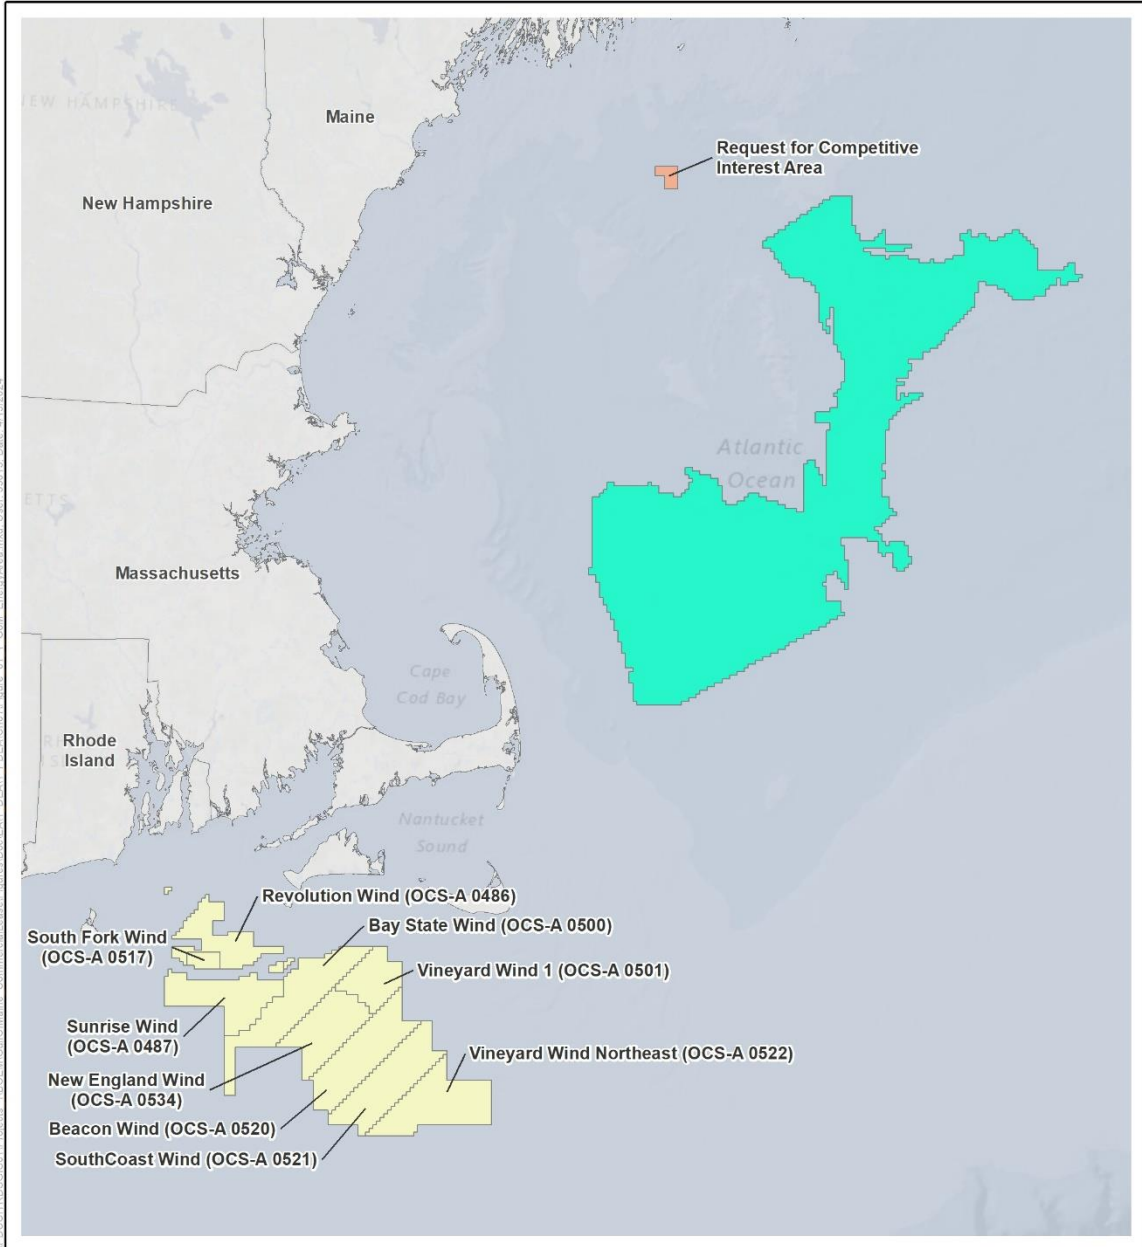 NEW HAMPSHIRE
Maine
Request for Competitive
Interest Area
New Hampshire
Atlantic
Ocean
Massachusetts
Cape
Cod Bay
Rhode
Island
Nantucket
Sound
Revolution Wind (OCS-A 0486)
South Fork Wind
(OCS-A 0517)
Bay State Wind (OCS-A 0500)
Vineyard Wind 1 (OCS-A 0501)
Sunrise Wind
(OCS-A 0487)
Vineyard Wind Northeast (OCS-A 0522)
New England Wind
(OCS-A 0534)
Beacon Wind (OCS-A 0520)
SouthCoast Wind (OCS-A 0521)